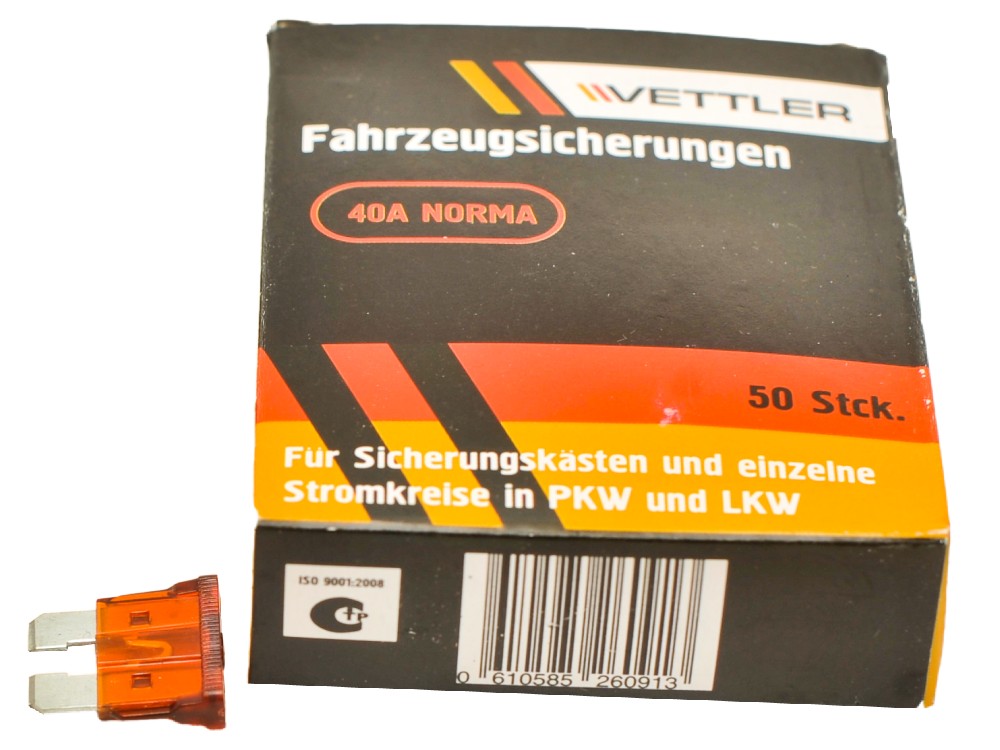 VETTLER
Fahrzeugsicherungen
40A NORMA
50 Stck.
Für Sicherungskästen und einzelne
Stromkreise in PKW und LKW
ISO 9001:2008
0 610585 260913